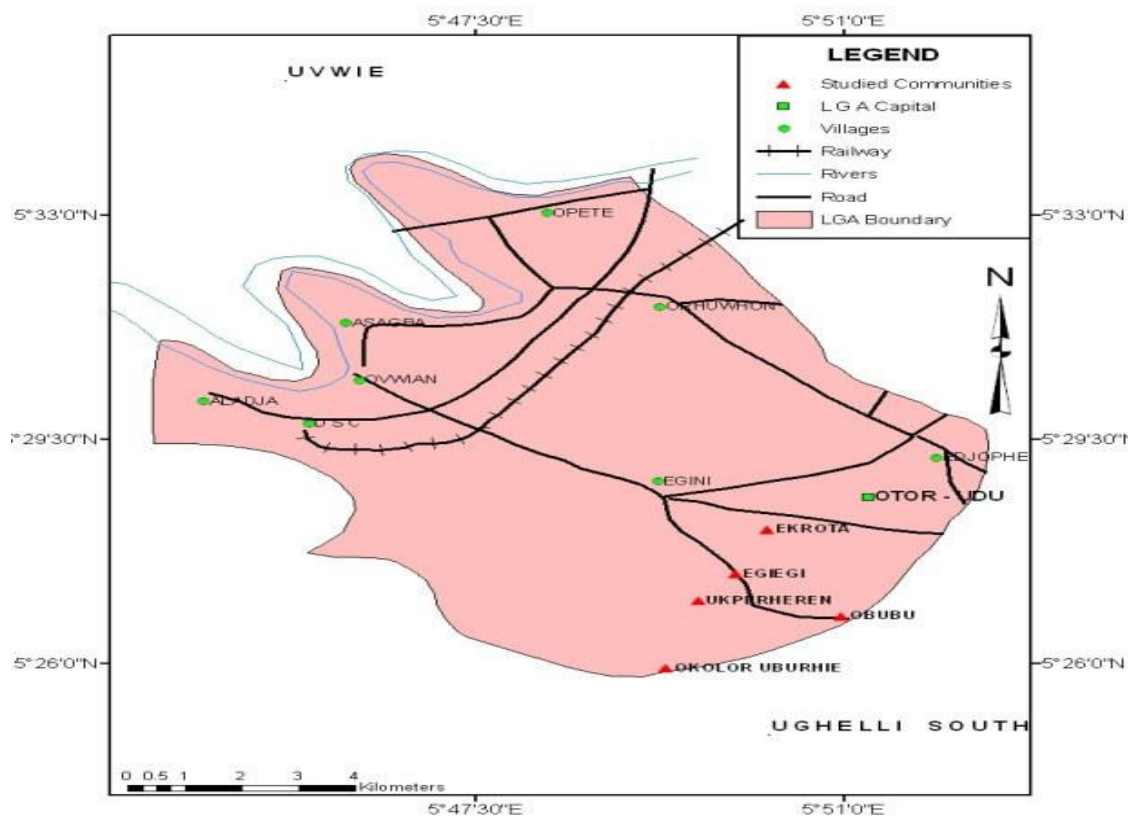 5°47'30"E 5°51'0"E
UVWIE
LEGEND
Studied Communities
L G A Capital
Villages
Railway
Rivers
Road
LGA Boundary
5°33'0"N
5°33'0"N
OPETE
N
ORHUWHON
ASAGBA
OVWIAN
ALADJA
D S C
5°29'30"N
5°29'30"N
EDJOPHE
EGINI
OTOR - UDU
EKROTA
EGIEGI
UKPERHEREN
OBUBU
5°26'0"N
5°26'0"N
OKOLOR UBURHIE
UGHELLI SOUTH
0 0.5 1 2 3 4
Kilometers
5°47'30"E 5°51'0"E